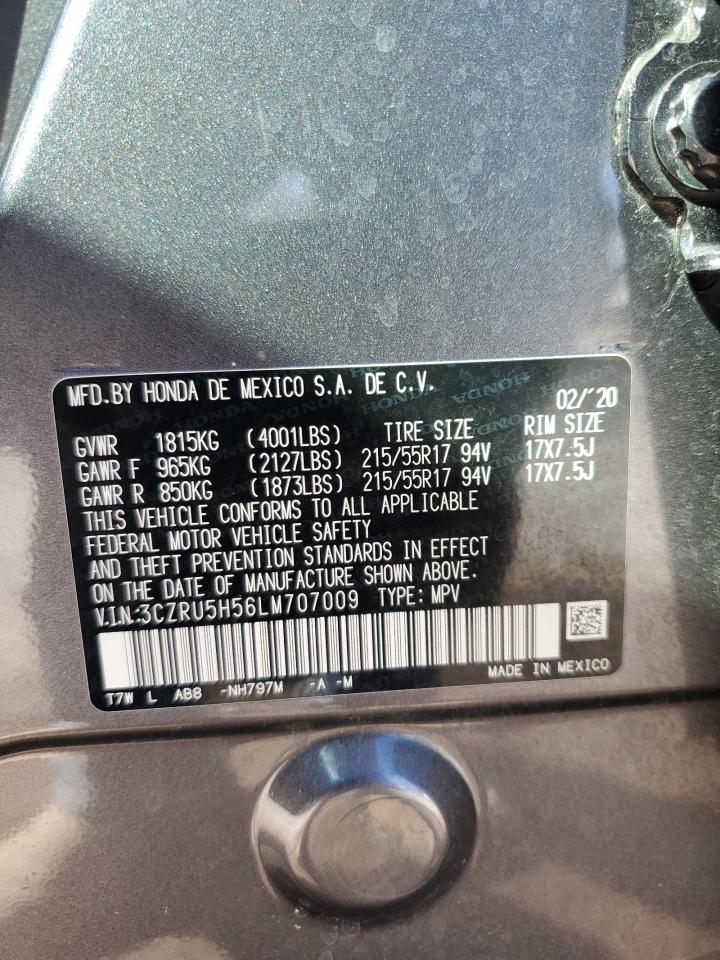 MFD.BY HONDA DE MEXICO S.A. DE C.V.
02/'20
GVWR 1815KG (4001LBS) TIRE SIZE RIM SIZE
GAWR F 965KG (2127LBS) 215/55R17 94V 17X7.5J
GAWR R 850KG (1873LBS) 215/55R17 94V 17X7.5J
THIS VEHICLE CONFORMS TO ALL APPLICABLE
FEDERAL MOTOR VEHICLE SAFETY
AND THEFT PREVENTION STANDARDS IN EFFECT
ON THE DATE OF MANUFACTURE SHOWN ABOVE.
V.I.N:3CZRU5H56LM707009 TYPE: MPV
T7W L AB8 -NH797M -A -M MADE IN MEXICO